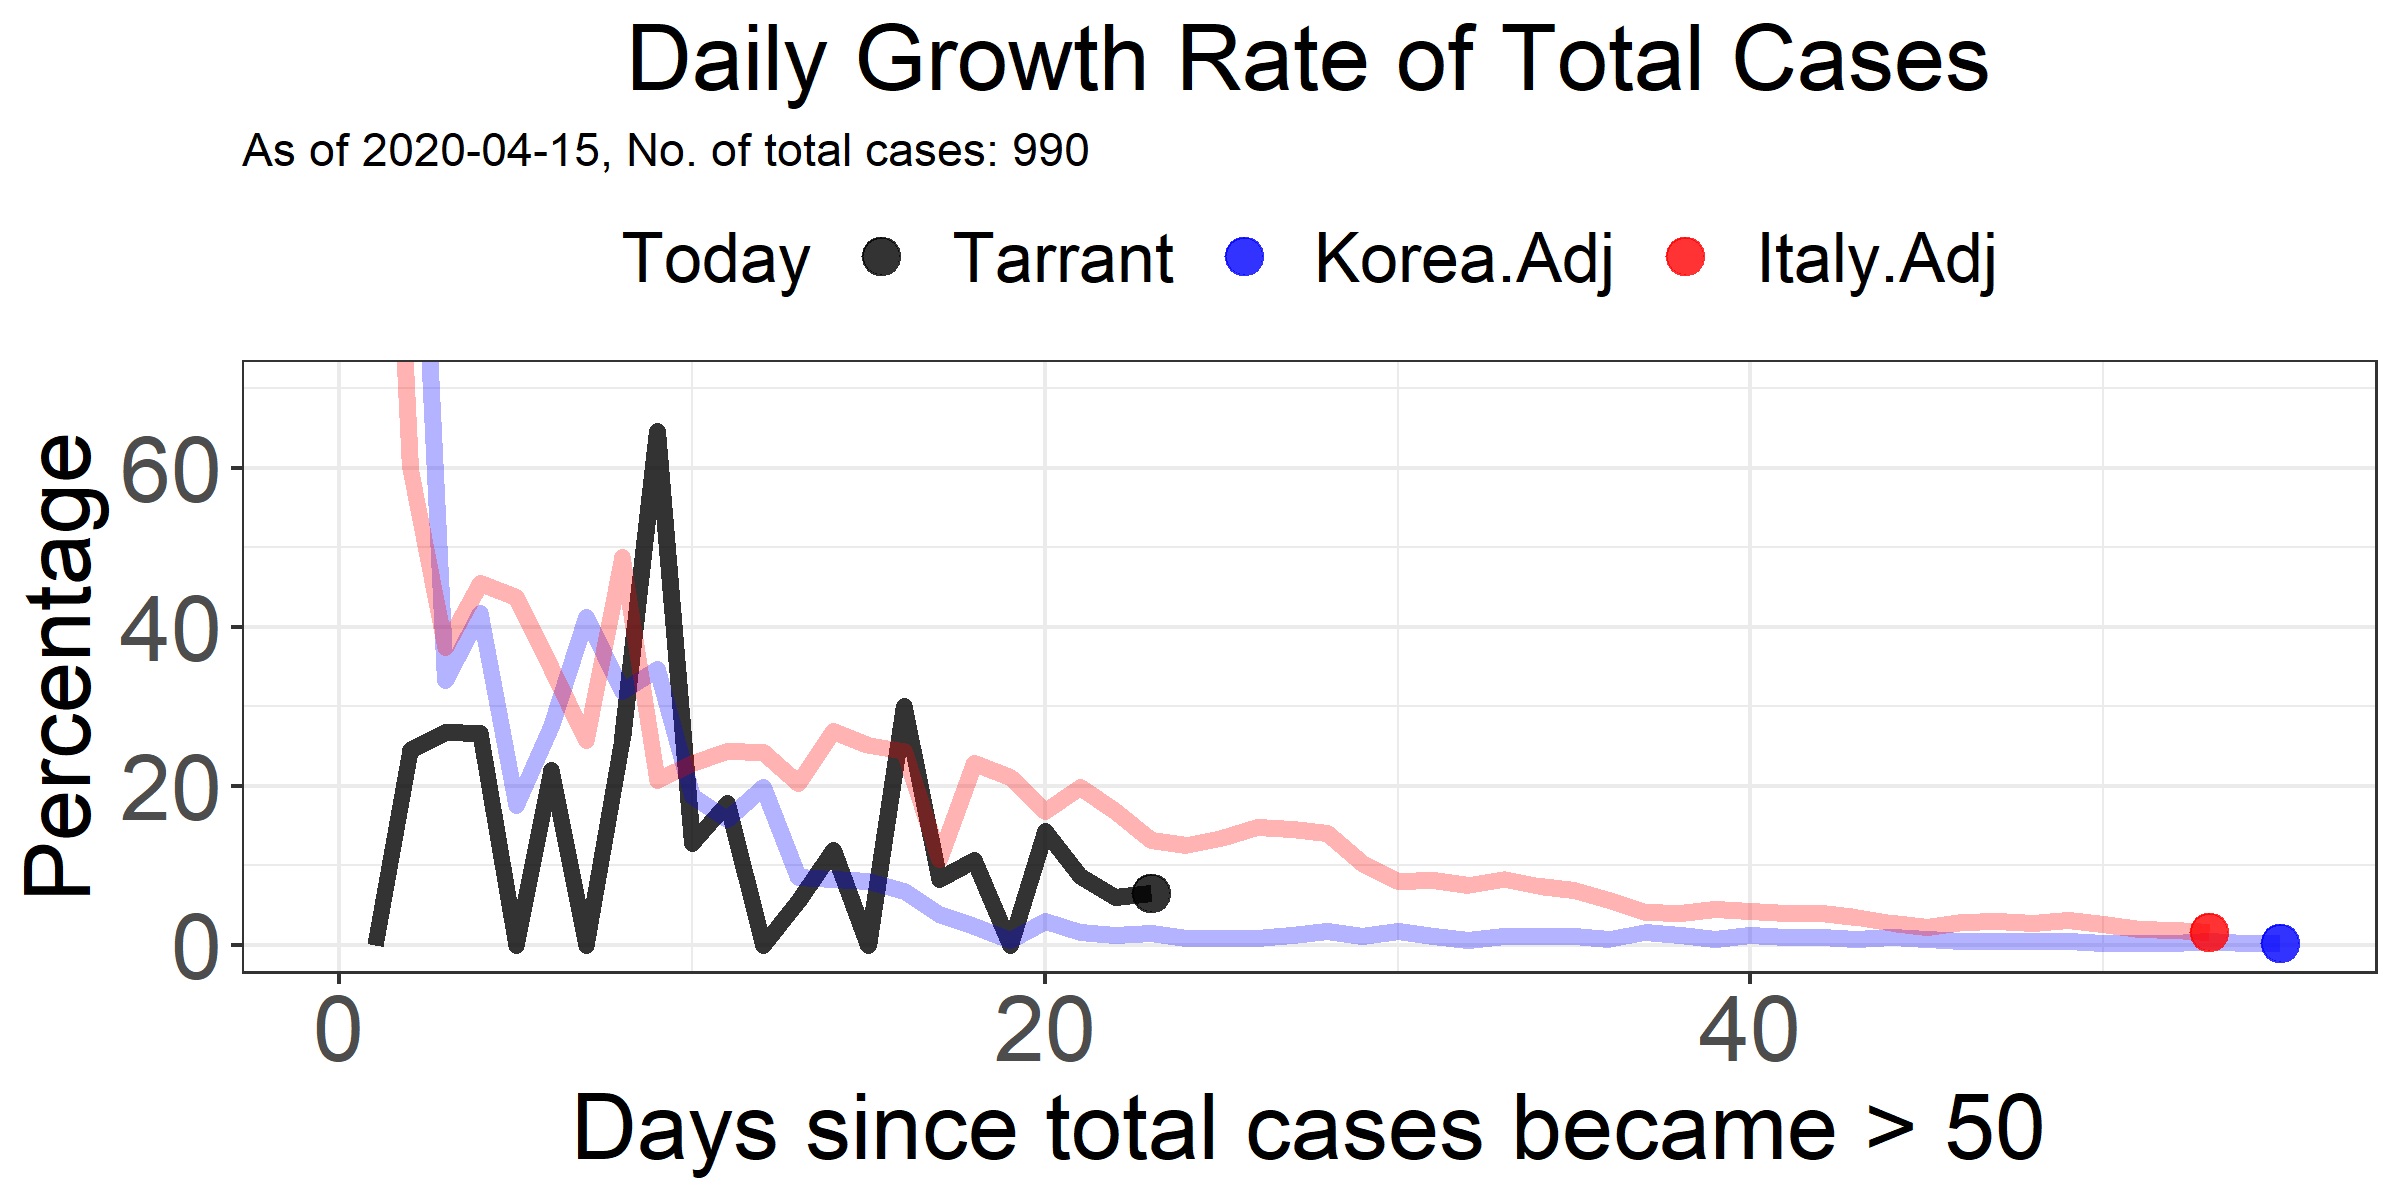 Daily Growth Rate of Total Cases
As of 2020-04-15, No. of total cases: 990
Today Tarrant Korea.Adj Italy.Adj
Percentage
60
40
20
0
0 20 40
Days since total cases became > 50